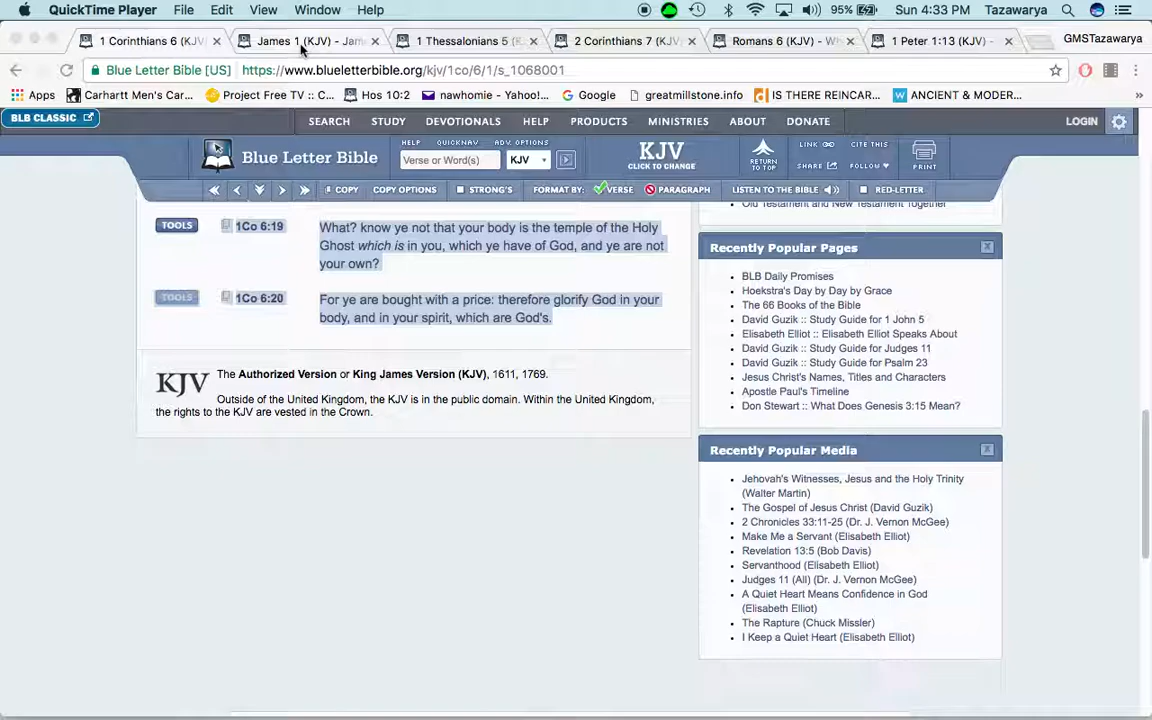 QuickTime Player File Edit View Window Help 95% Sun 4:33 PM Tazawarya
1 Corinthians 6 (KJV James 1 (KJV) - Jam 1 Thessalonians 5 (K 2 Corinthians 7 (KJV Romans 6 (KJV) - Wh 1 Peter 1:13 (KJV) - GMSTazawarya
Blue Letter Bible [US] https://www.blueletterbible.org/kjv/1co/6/1/s_1068001
Apps Carhartt Men's Car... Project Free TV :: C... Hos 10:2 nawhomie - Yahoo!... Google greatmillstone.info IS THERE REINCAR... ANCIENT & MODER... »
BLB CLASSIC SEARCH STUDY DEVOTIONALS HELP PRODUCTS MINISTRIES ABOUT DONATE LOGIN
HELP QUICKNAV ADV. OPTIONS
Blue Letter Bible Verse or Word(s) KJV KJV CLICK TO CHANGE RETURN TO TOP LINK CITE THIS SHARE FOLLOW PRINT
COPY COPY OPTIONS STRONG'S FORMAT BY: VERSE PARAGRAPH LISTEN TO THE BIBLE RED-LETTER
Old Testament and New Testament Together
TOOLS 1Co 6:19 What? know ye not that your body is the temple of the Holy
Ghost which is in you, which ye have of God, and ye are not
your own?
TOOLS 1Co 6:20 For ye are bought with a price: therefore glorify God in your
body, and in your spirit, which are God's.
KJV The Authorized Version or King James Version (KJV), 1611, 1769.
Outside of the United Kingdom, the KJV is in the public domain. Within the United Kingdom,
the rights to the KJV are vested in the Crown.
Recently Popular Pages
BLB Daily Promises
Hoekstra's Day by Day by Grace
The 66 Books of the Bible
David Guzik :: Study Guide for 1 John 5
Elisabeth Elliot :: Elisabeth Elliot Speaks About
David Guzik :: Study Guide for Judges 11
David Guzik :: Study Guide for Psalm 23
Jesus Christ's Names, Titles and Characters
Apostle Paul's Timeline
Don Stewart :: What Does Genesis 3:15 Mean?
Recently Popular Media
Jehovah's Witnesses, Jesus and the Holy Trinity
(Walter Martin)
The Gospel of Jesus Christ (David Guzik)
2 Chronicles 33:11-25 (Dr. J. Vernon McGee)
Make Me a Servant (Elisabeth Elliot)
Revelation 13:5 (Bob Davis)
Servanthood (Elisabeth Elliot)
Judges 11 (All) (Dr. J. Vernon McGee)
A Quiet Heart Means Confidence in God
(Elisabeth Elliot)
The Rapture (Chuck Missler)
I Keep a Quiet Heart (Elisabeth Elliot)